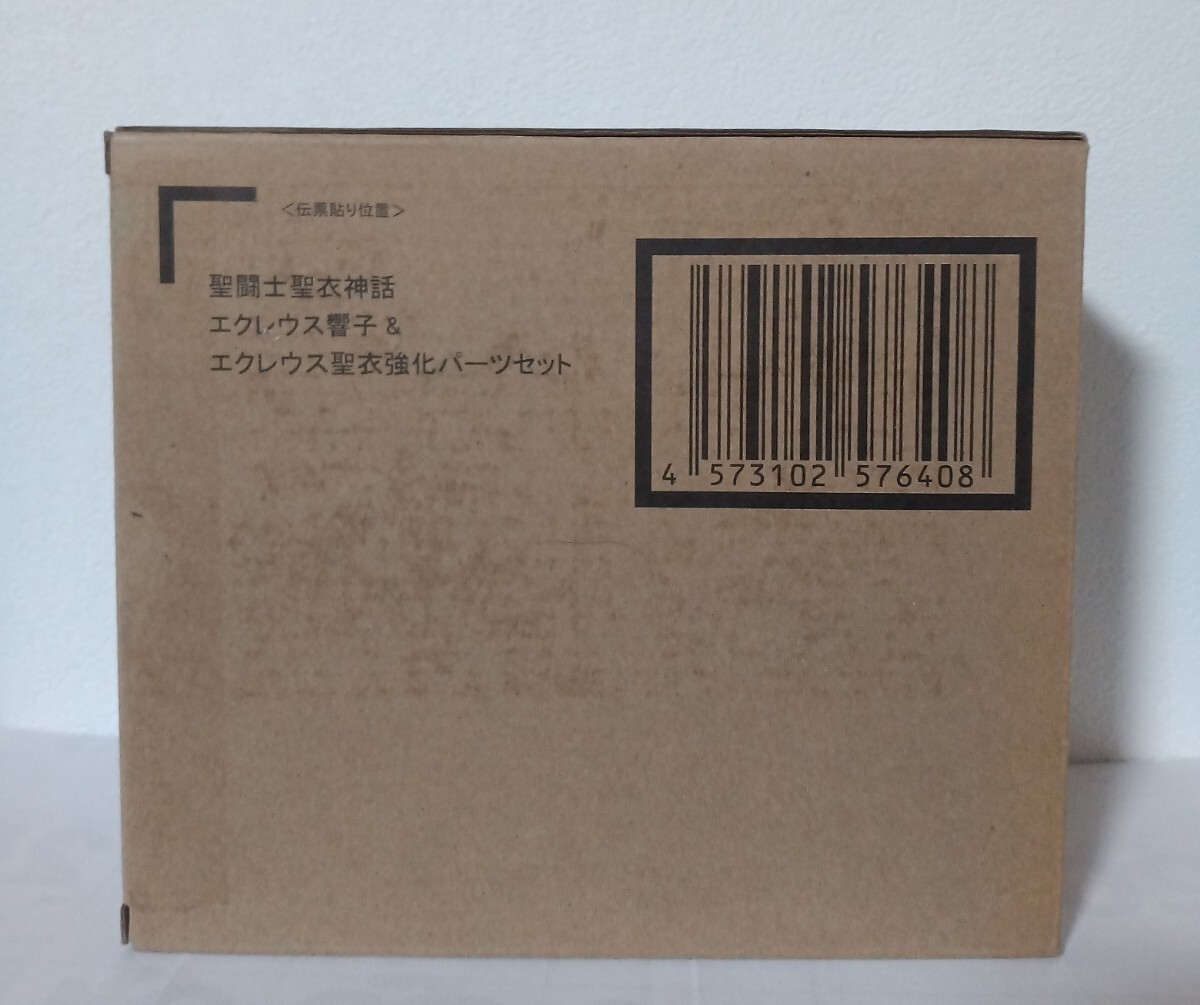 <伝票貼り位置>
聖闘士聖衣神話
エクレウス響子 &
エクレウス聖衣強化パーツセット
4 573102 576408